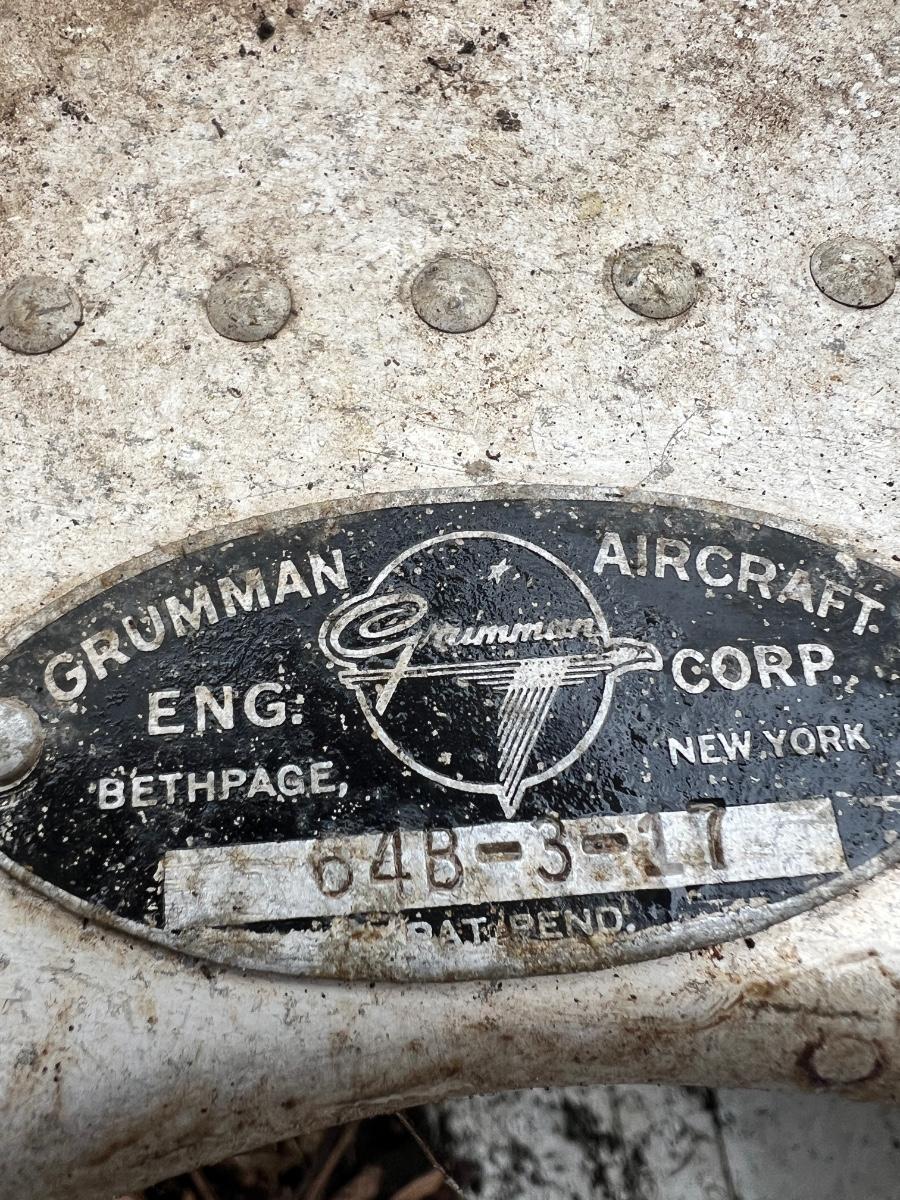 GRUMMAN AIRCRAFT
ENG. CORP.,
Grumman
BETHPAGE, NEW YORK
64B-3-17
PAT. PEND.